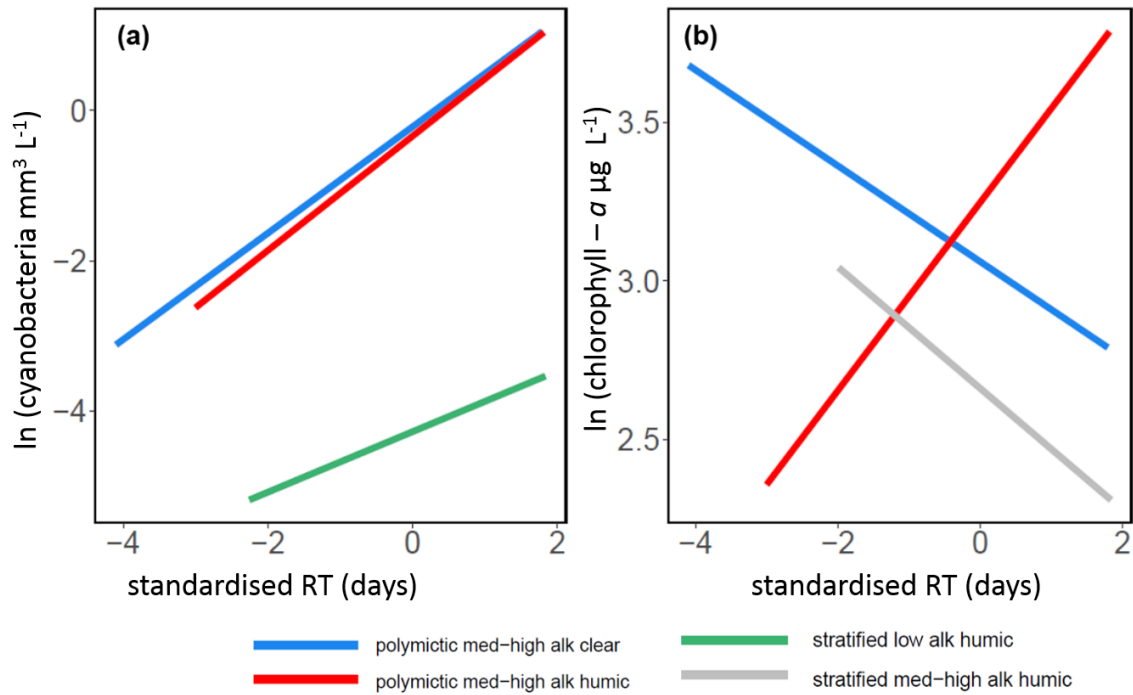 (a)
ln (cyanobacteria mm³ L⁻¹)
0
−2
−4
−4 −2 0 2
standardised RT (days)
(b)
ln (chlorophyll – a µg L⁻¹)
3.5
3.0
2.5
−4 −2 0 2
standardised RT (days)
polymictic med−high alk clear
polymictic med−high alk humic
stratified low alk humic
stratified med−high alk humic